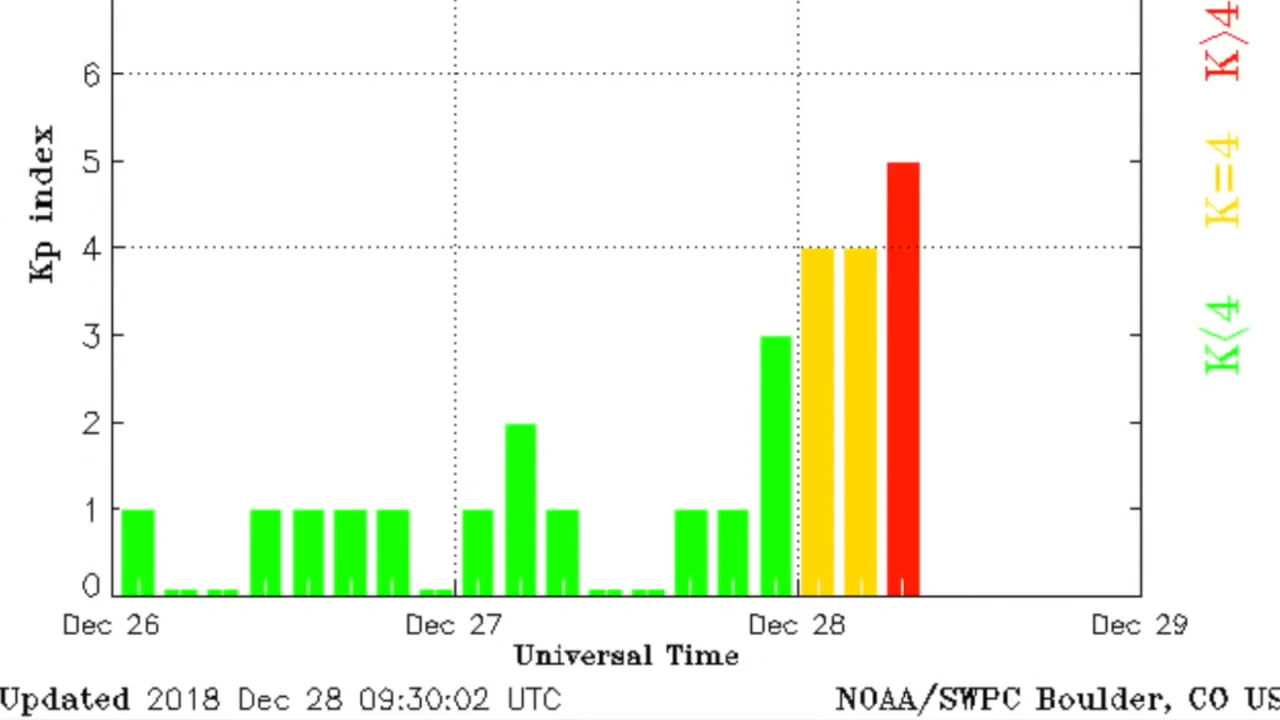 6
5
4
3
2
1
0
Kp index
K>4
K=4
K<4
Dec 26 Dec 27 Dec 28 Dec 29
Universal Time
Updated 2018 Dec 28 09:30:02 UTC NOAA/SWPC Boulder, CO US